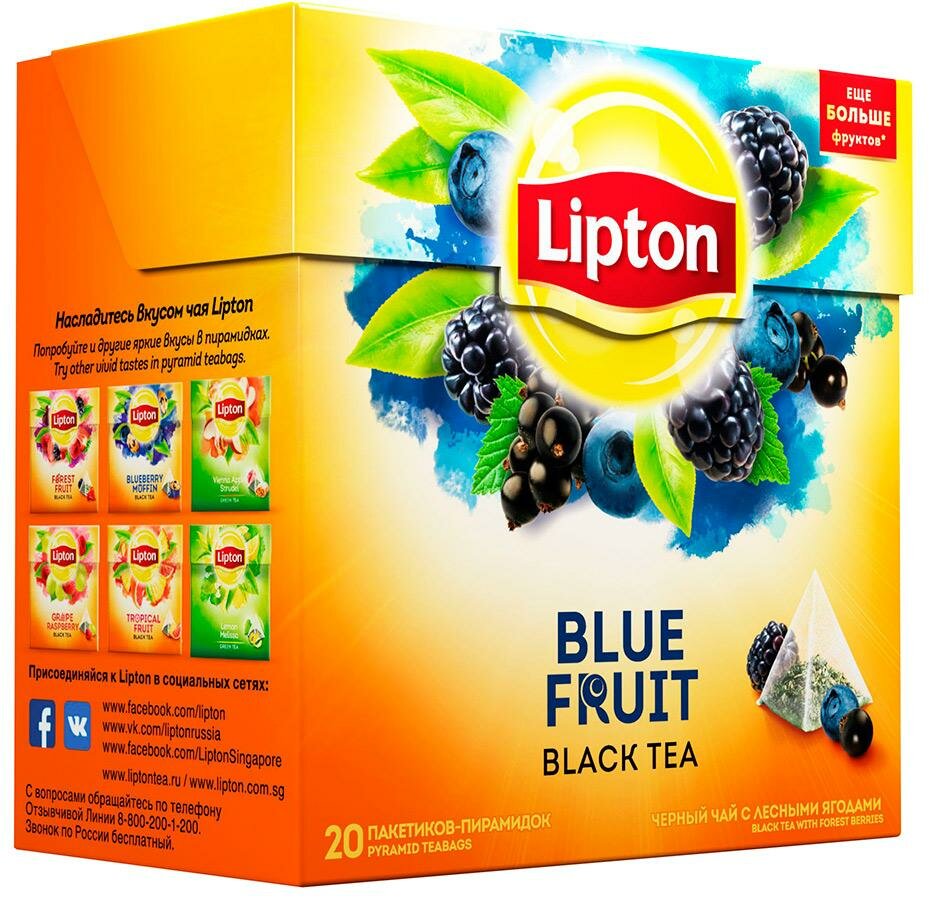 ЕЩЕ
БОЛЬШЕ
фруктов*
Lipton
Насладитесь Вкусом чая Lipton
Попробуйте и другие яркие вкусы в пирамидках.
Try other vivid tastes in pyramid teabags.
Lipton
FOREST
FRUIT
BLACK TEA
Lipton
BLUEBERRY
MUFFIN
BLACK TEA
Lipton
Vienna Apple
Strudel
GREEN TEA
Lipton
GRAPE
RASPBERRY
BLACK TEA
Lipton
TROPICAL
FRUIT
BLACK TEA
Lipton
Lemon
Melissa
GREEN TEA
Присоединяйся к Lipton в социальных сетях:
www.facebook.com/lipton
www.vk.com/liptonrussia
www.facebook.com/LiptonSingapore
www.liptontea.ru / www.lipton.com.sg
С вопросами обращайтесь по телефону
Отзывчивой Линии 8-800-200-1-200.
Звонок по России бесплатный.
BLUE
FRUIT
BLACK TEA
20 ПАКЕТИКОВ-ПИРАМИДОК
PYRAMID TEABAGS
ЧЕРНЫЙ ЧАЙ С ЛЕСНЫМИ ЯГОДАМИ
BLACK TEA WITH FOREST BERRIES